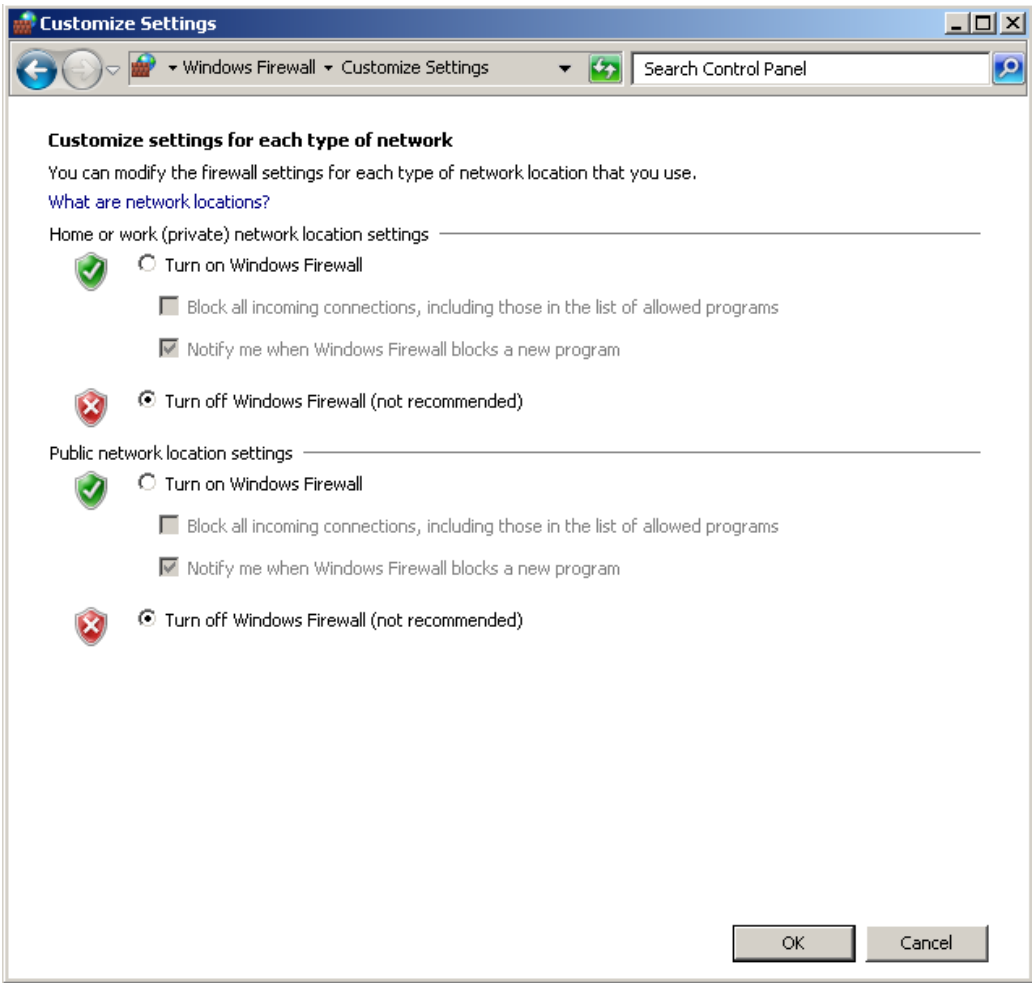 Customize Settings
Windows Firewall Customize Settings Search Control Panel
Customize settings for each type of network
You can modify the firewall settings for each type of network location that you use.
What are network locations?
Home or work (private) network location settings
Turn on Windows Firewall
Block all incoming connections, including those in the list of allowed programs
Notify me when Windows Firewall blocks a new program
Turn off Windows Firewall (not recommended)
Public network location settings
Turn on Windows Firewall
Block all incoming connections, including those in the list of allowed programs
Notify me when Windows Firewall blocks a new program
Turn off Windows Firewall (not recommended)
OK Cancel